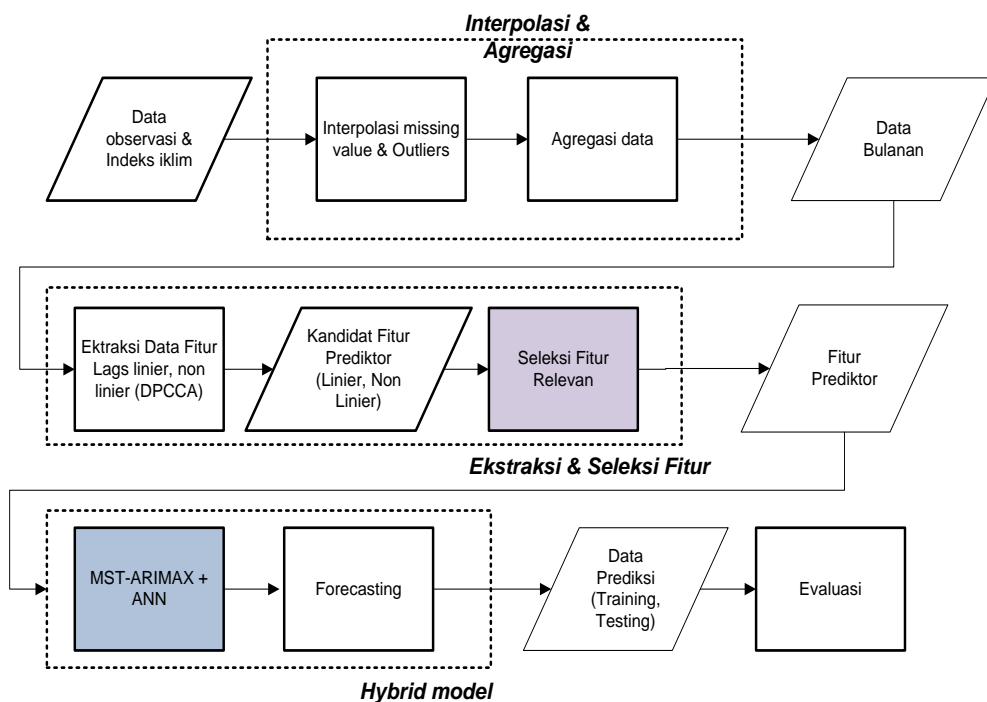 Interpolasi &
Agregasi
Data
observasi &
Indeks iklim
Interpolasi missing
value & Outliers
Agregasi data
Data
Bulanan
Ektraksi Data Fitur
Lags linier, non
linier (DPCCA)
Kandidat Fitur
Prediktor
(Linier, Non
Linier)
Seleksi Fitur
Relevan
Fitur
Prediktor
Ekstraksi & Seleksi Fitur
MST-ARIMAX +
ANN
Forecasting
Data
Prediksi
(Training,
Testing)
Evaluasi
Hybrid model